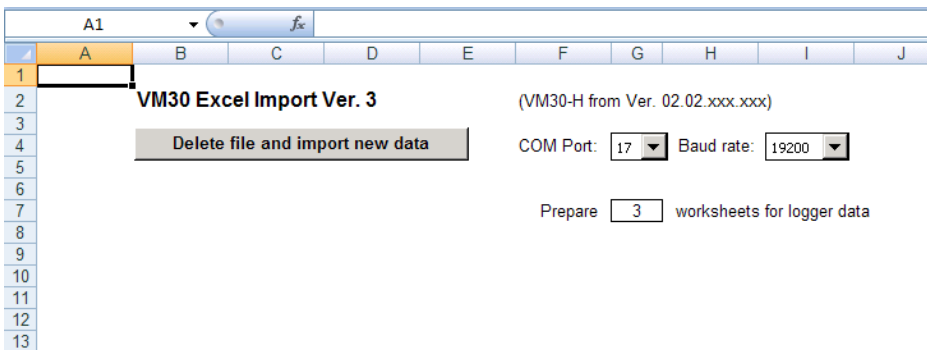 A1 fx
A B C D E F G H I J
1
2 VM30 Excel Import Ver. 3 (VM30-H from Ver. 02.02.xxx.xxx)
3
4 Delete file and import new data COM Port: 17 Baud rate: 19200
5
6
7 Prepare 3 worksheets for logger data
8
9
10
11
12
13